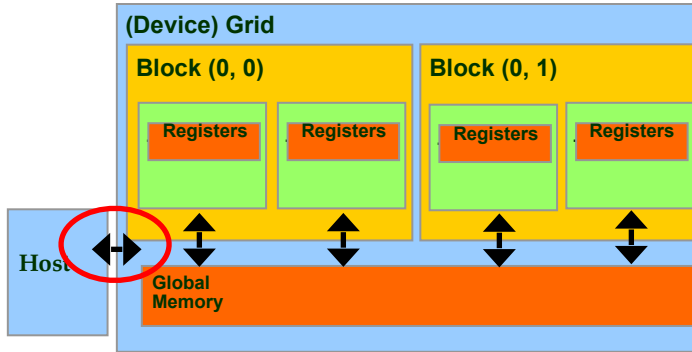 (Device) Grid
Block (0, 0)
Block (0, 1)
Registers
Registers
Registers
Registers
Host
Global
Memory